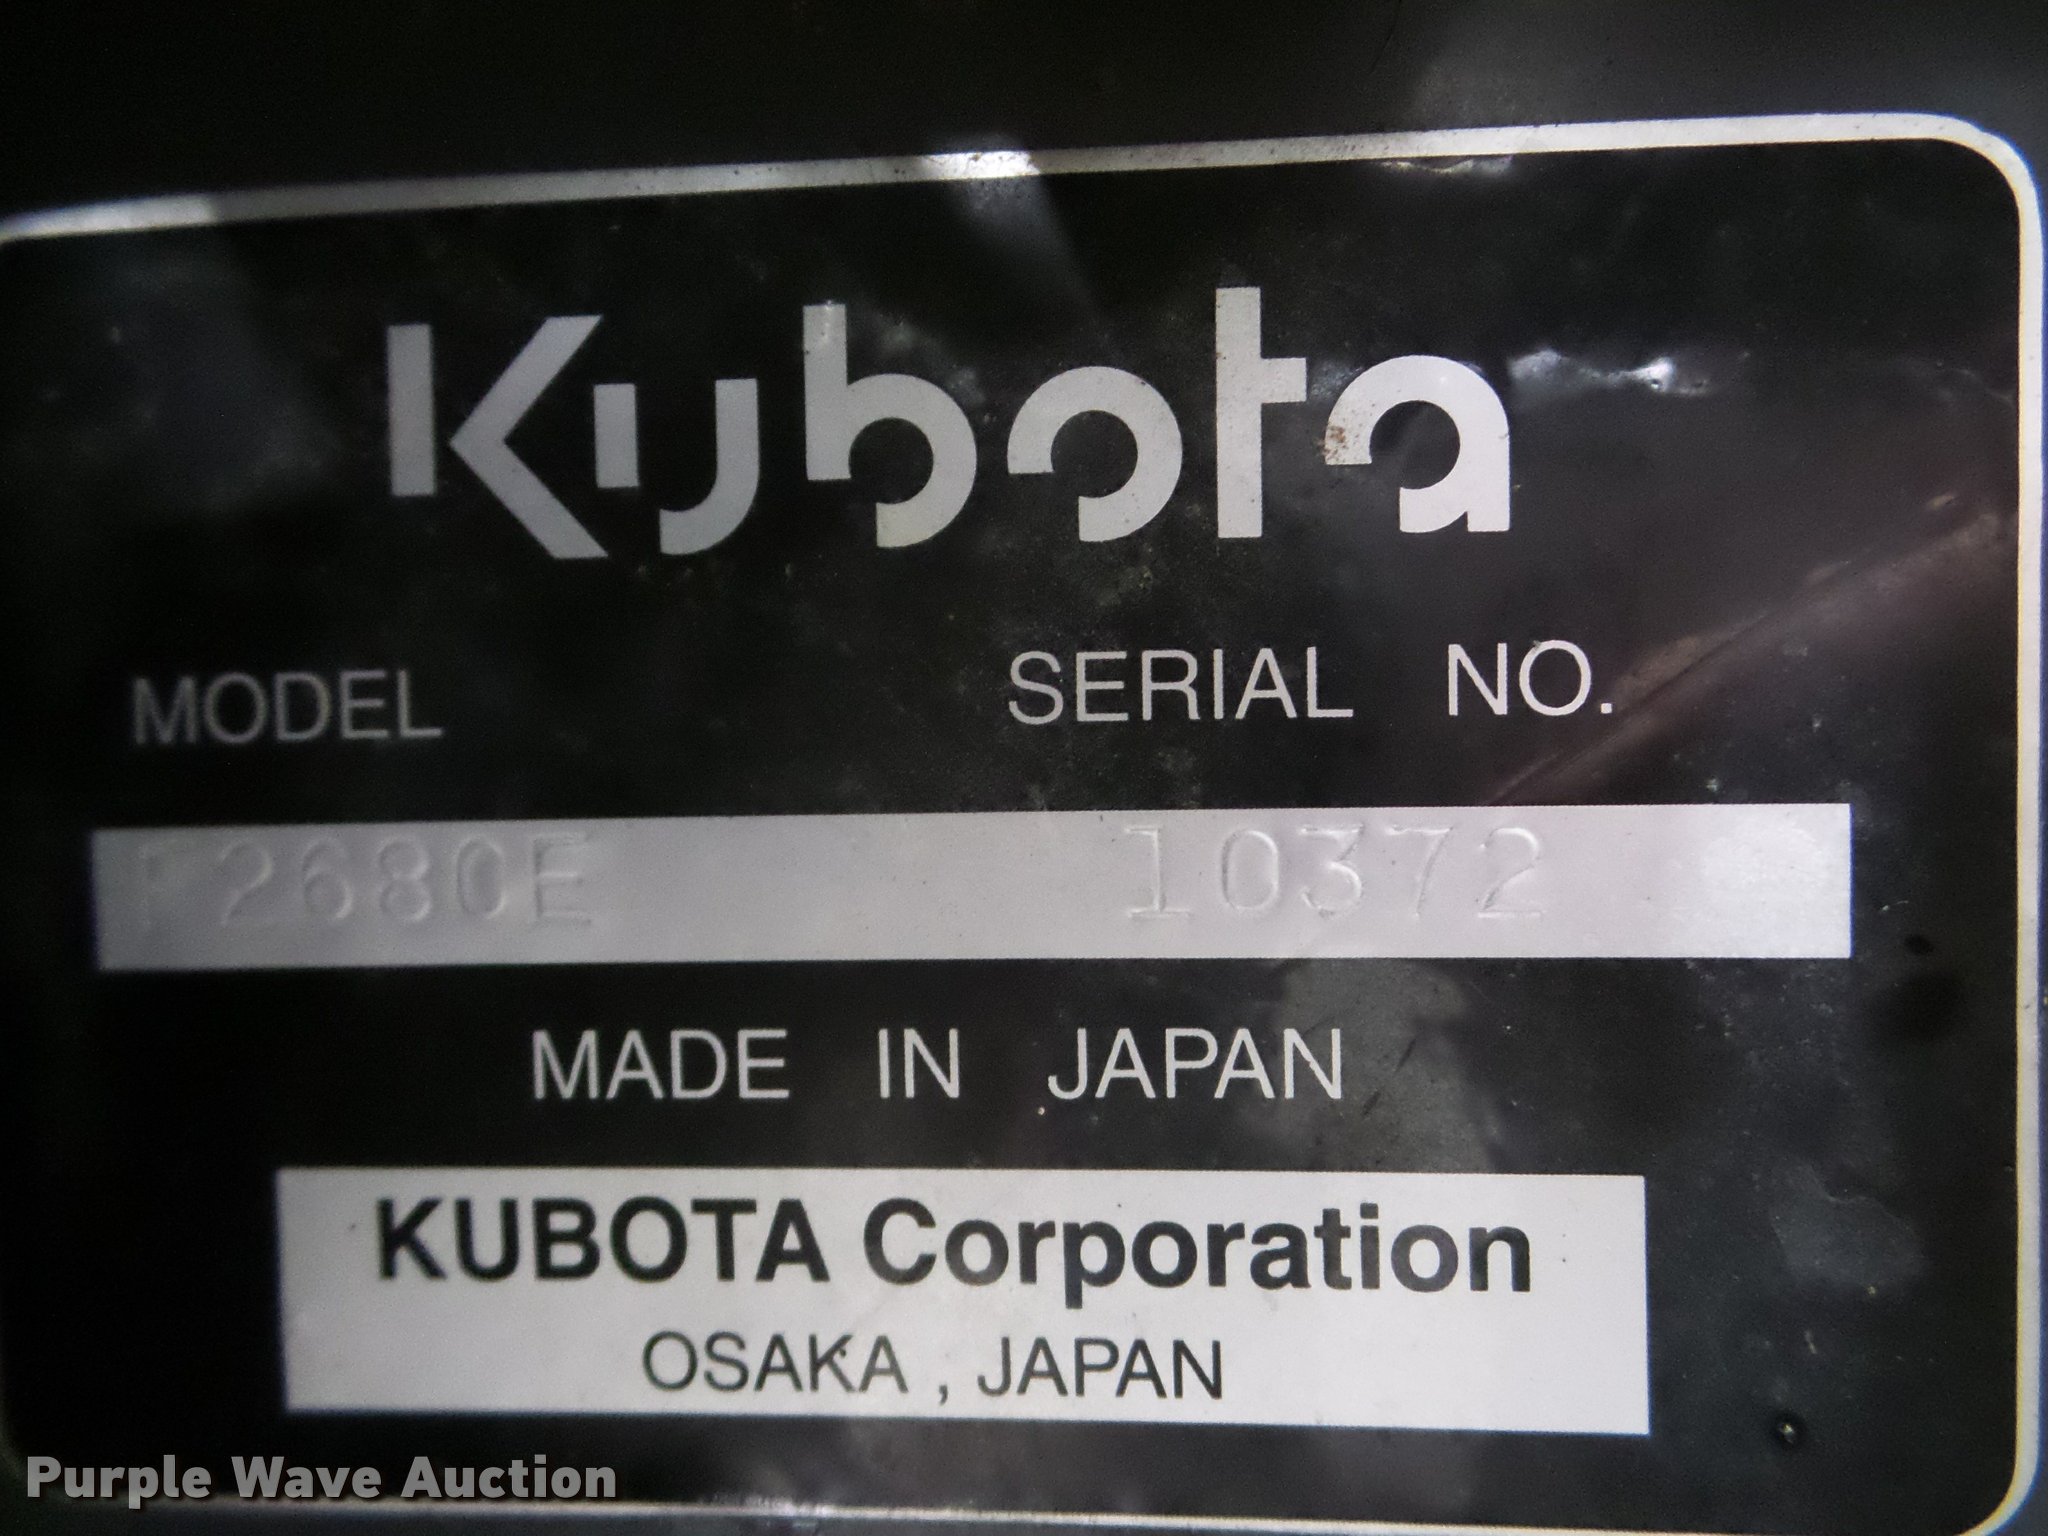 Kubota
MODEL SERIAL NO.
F2680E 10372
MADE IN JAPAN
KUBOTA Corporation
OSAKA , JAPAN
Purple Wave Auction